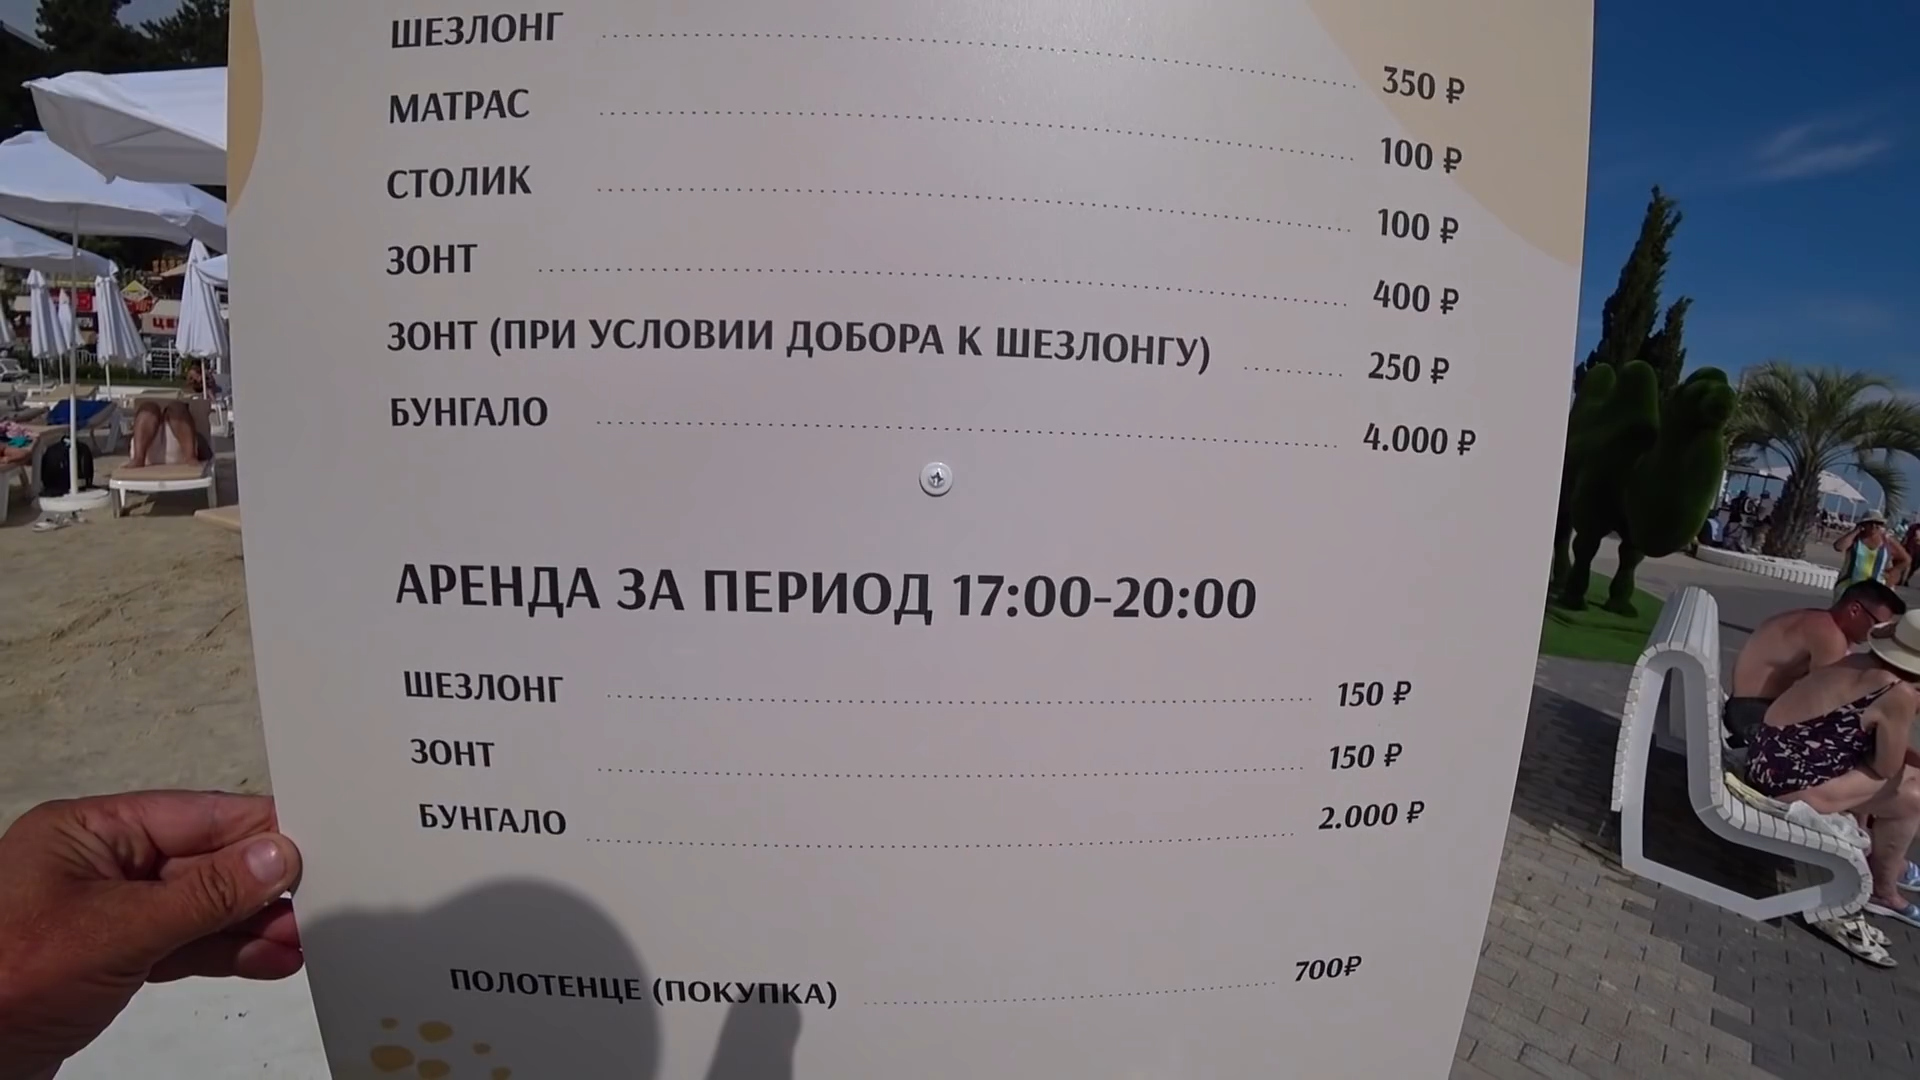 ШЕЗЛОНГ 350 ₽
МАТРАС 100 ₽
СТОЛИК 100 ₽
ЗОНТ 400 ₽
ЗОНТ (ПРИ УСЛОВИИ ДОБОРА К ШЕЗЛОНГУ) 250 ₽
БУНГАЛО 4.000 ₽
АРЕНДА ЗА ПЕРИОД 17:00-20:00
ШЕЗЛОНГ 150 ₽
ЗОНТ 150 ₽
БУНГАЛО 2.000 ₽
ПОЛОТЕНЦЕ (ПОКУПКА) 700₽